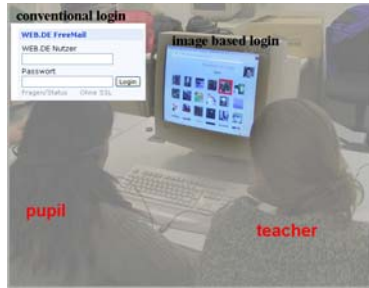 conventional login
WEB.DE FreeMail
WEB.DE Nutzer
Passwort
Login
Fragen/Status Ohne SSL
image based login
pupil
teacher